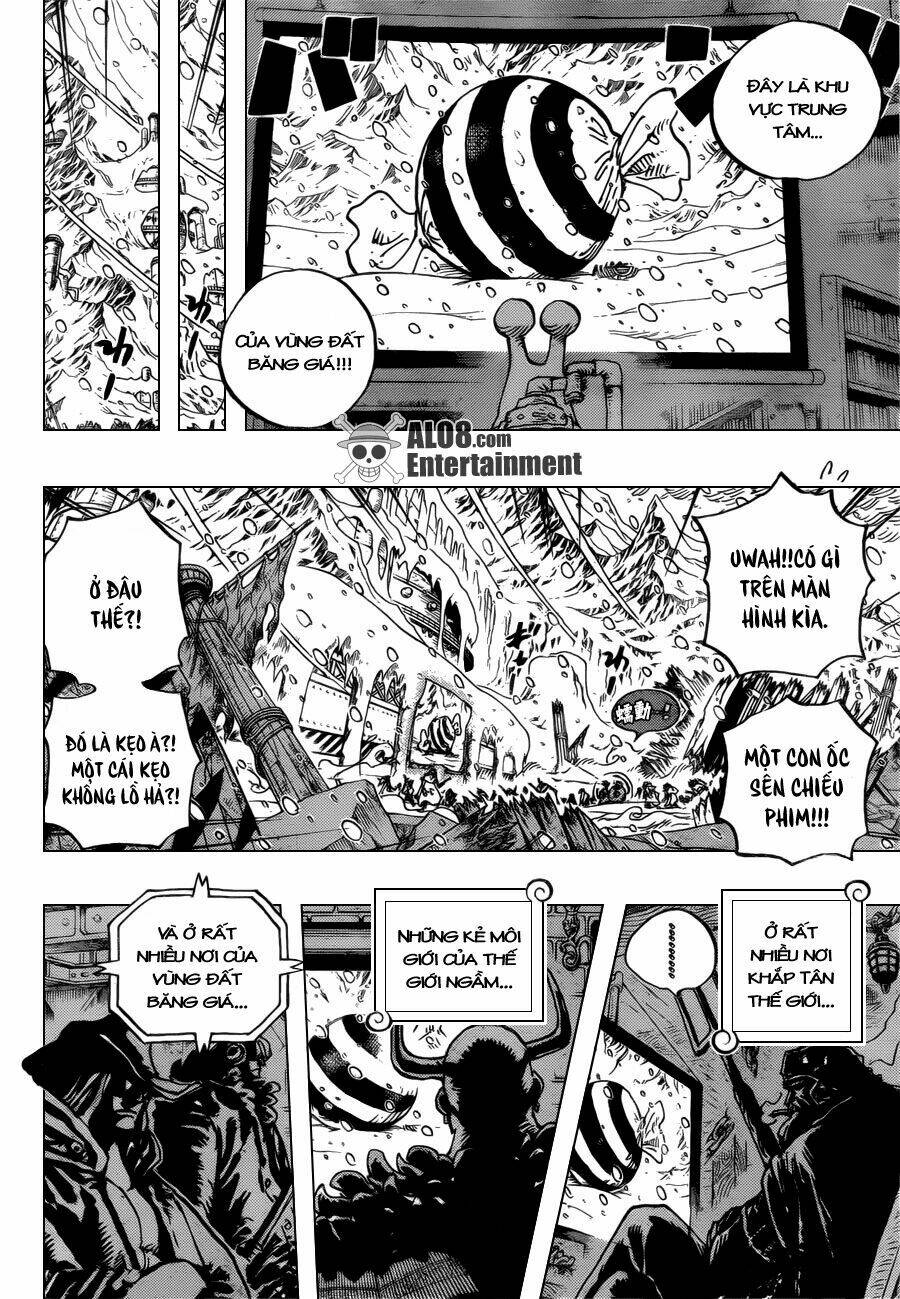 ĐÂY LÀ KHU
VỰC TRUNG
TÂM...
CỦA VÙNG ĐẤT
BĂNG GIÁ!!!
ALO8.com
Entertainment
UWAH!!CÓ GÌ
TRÊN MÀN
HÌNH KÌA.
MỘT CON ỐC
SÊN CHIẾU
PHIM!!!
蠕動
Ở ĐÂU
THẾ?!
ĐÓ LÀ KẸO À?!
MỘT CÁI KẸO
KHỔNG LỒ HẢ?!
Ở RẤT
NHIỀU NƠI
KHẮP TÂN
THẾ GIỚI...
NHỮNG KẺ MÔI
GIỚI CỦA THẾ
GIỚI NGẦM...
VÀ Ở RẤT
NHIỀU NƠI CỦA
VÙNG ĐẤT
BĂNG GIÁ...